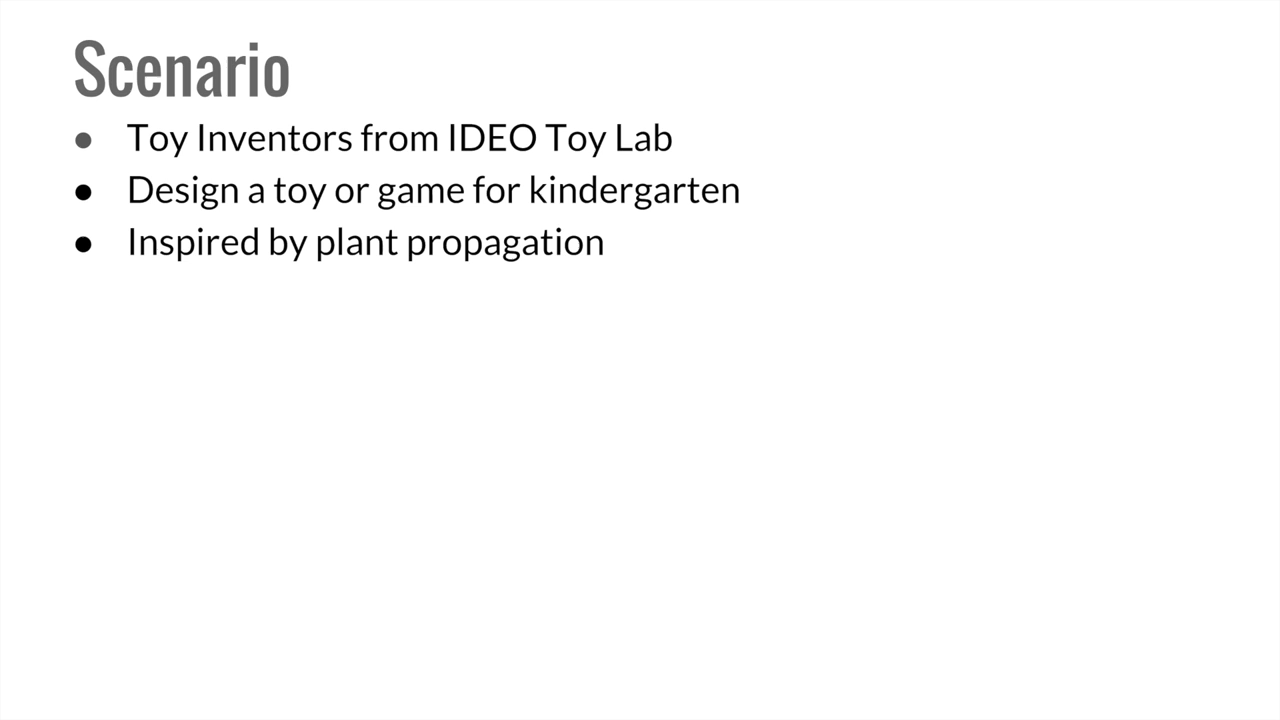 Scenario
● Toy Inventors from IDEO Toy Lab
● Design a toy or game for kindergarten
● Inspired by plant propagation